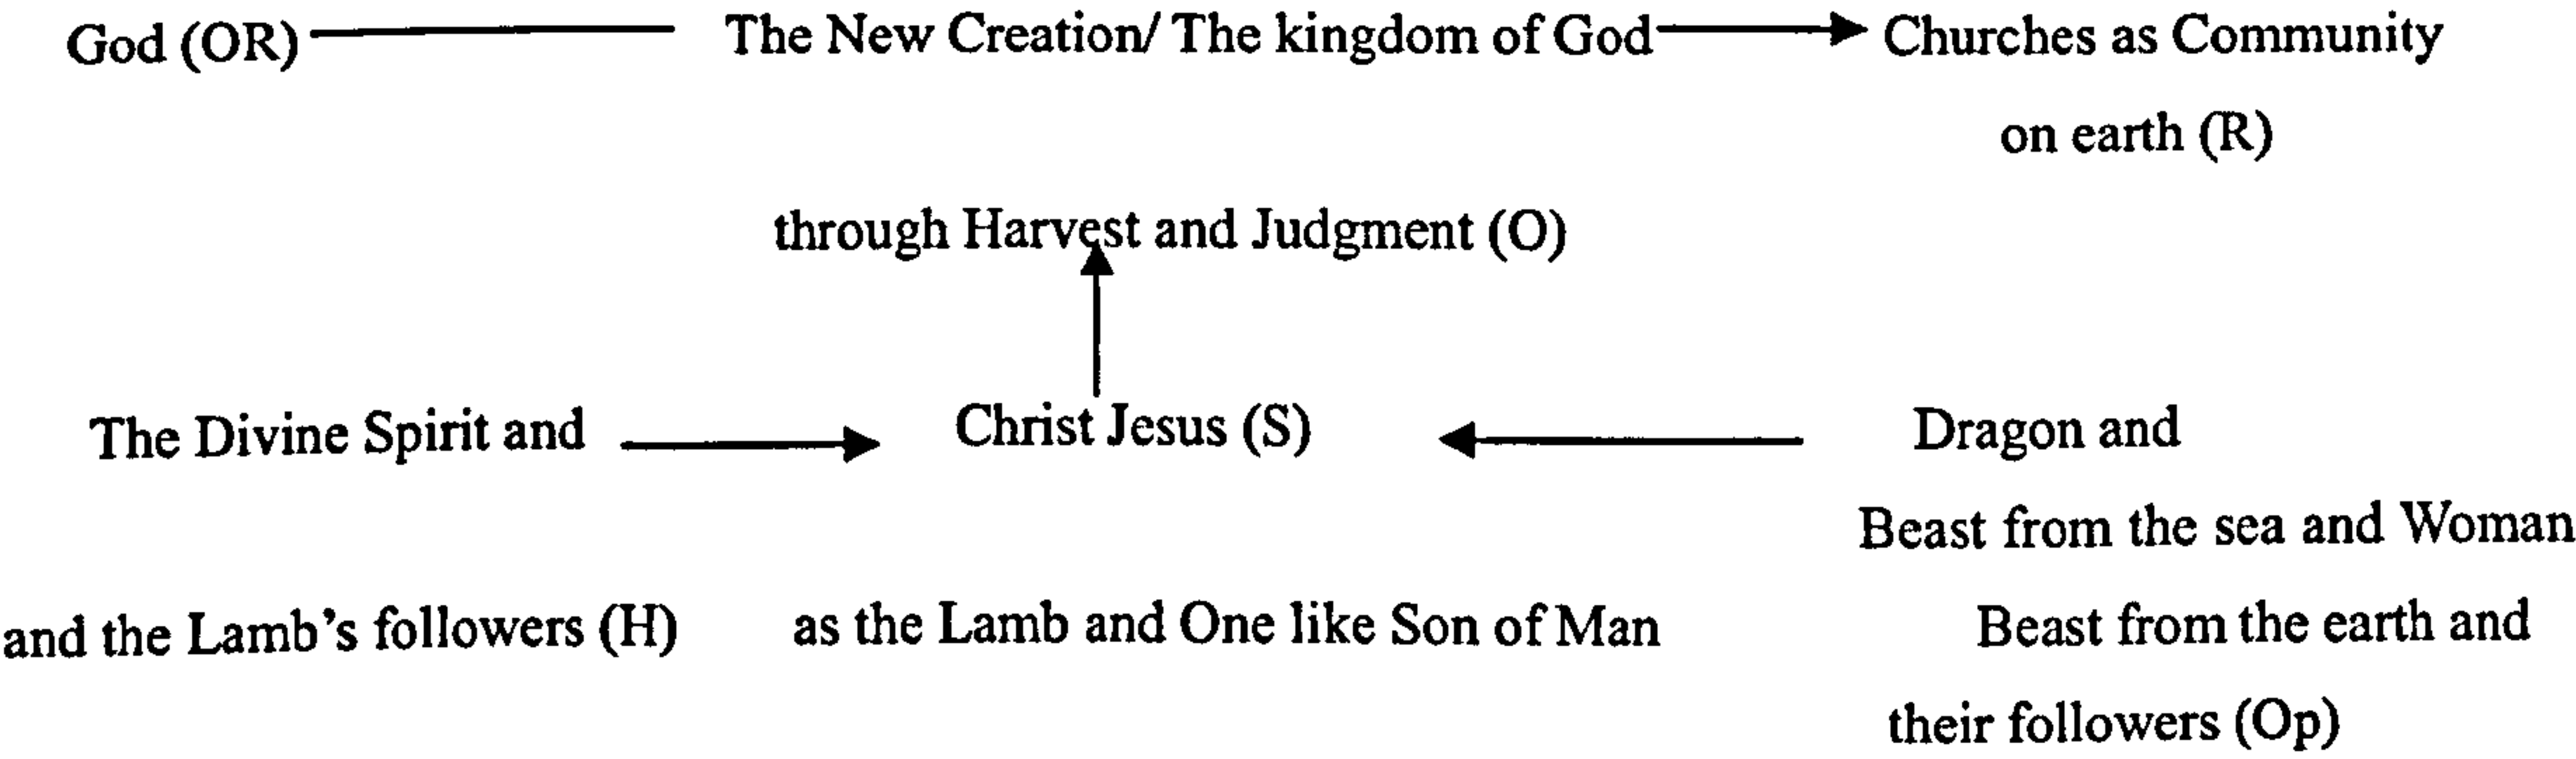 God (OR) The New Creation/ The kingdom of God Churches as Community
on earth (R)
through Harvest and Judgment (O)
The Divine Spirit and Christ Jesus (S) Dragon and
Beast from the sea and Woman
and the Lamb's followers (H) as the Lamb and One like Son of Man Beast from the earth and
their followers (Op)